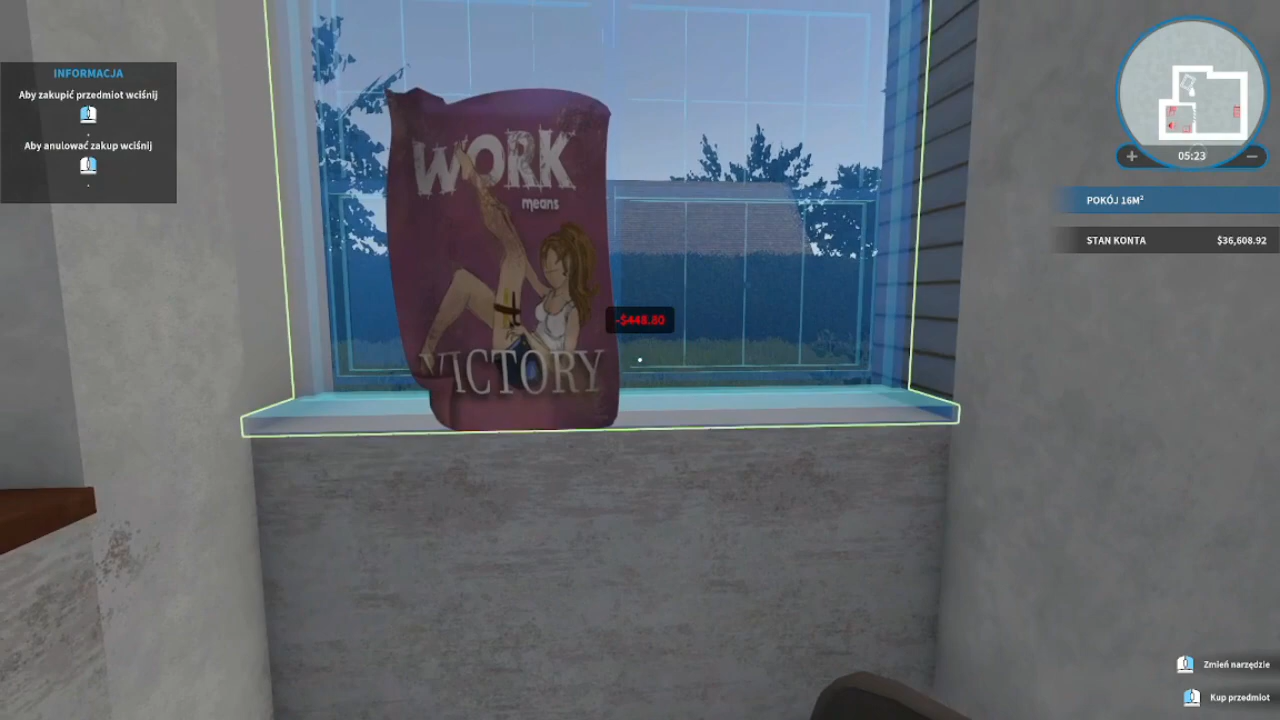 INFORMACJA
Aby zakupić przedmiot wciśnij
.
Aby anulować zakup wciśnij
.
WORK
means
VICTORY
-$448.80
05:23
POKÓJ 16M²
STAN KONTA $36,608.92
Zmień narzędzie
Kup przedmiot